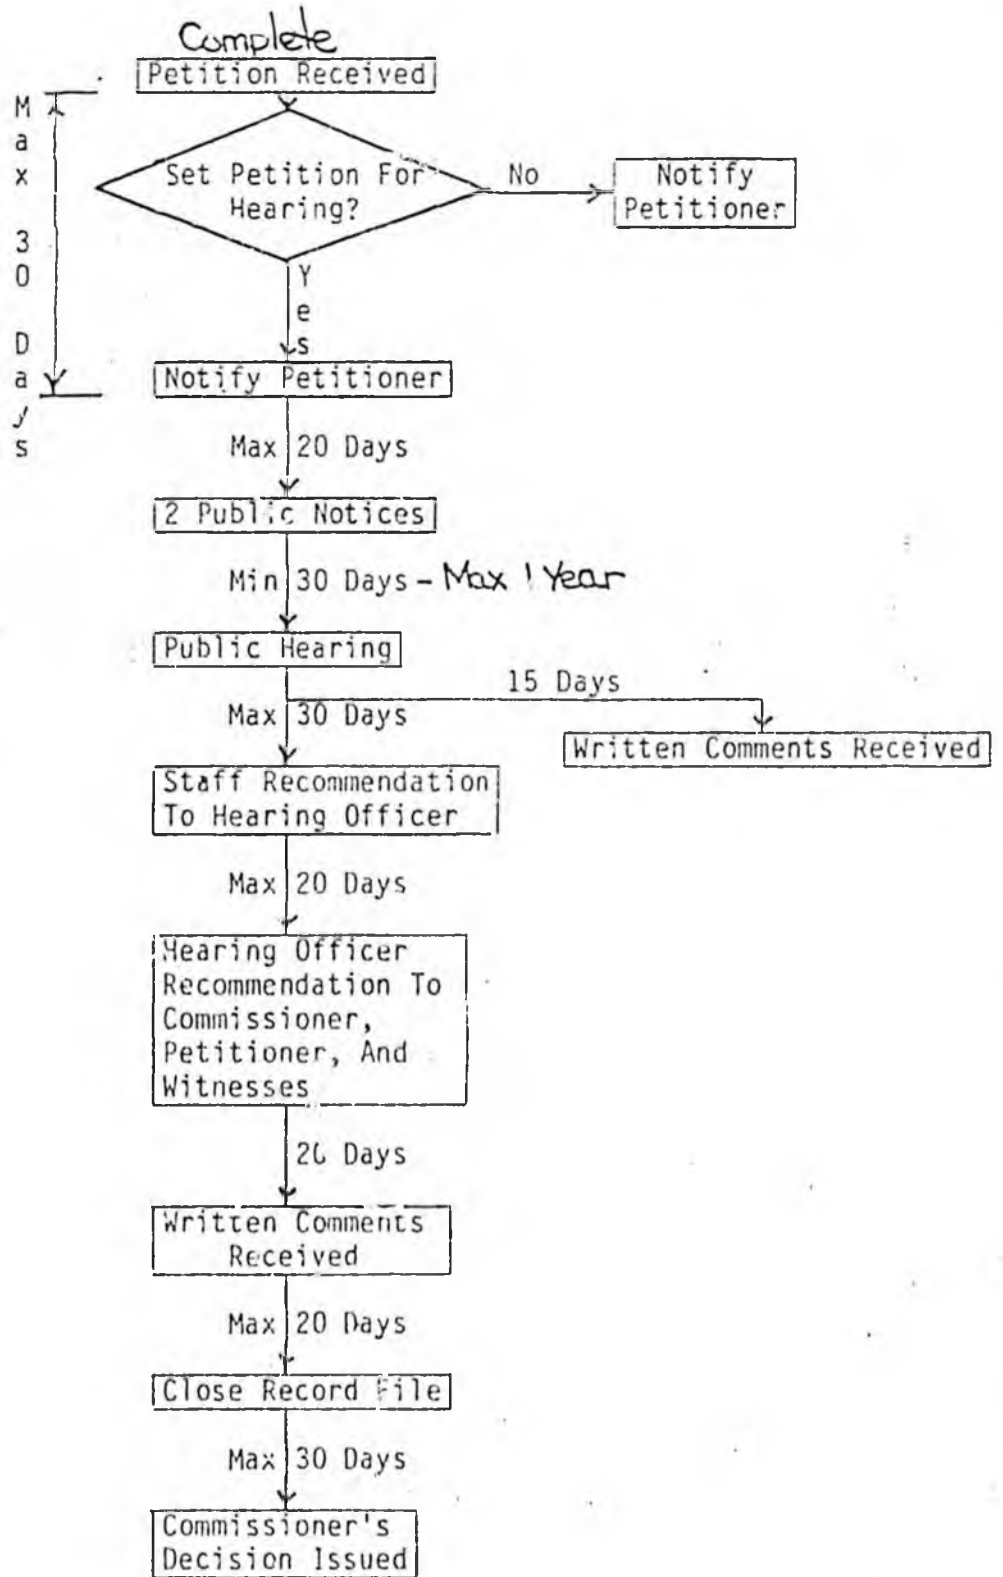 Complete
Petition Received
Max 30 Days
Set Petition For
Hearing?
No
Notify
Petitioner
Yes
Notify Petitioner
Max 20 Days
2 Public Notices
Min 30 Days - Max 1 Year
Public Hearing
15 Days
Max 30 Days
Written Comments Received
Staff Recommendation
To Hearing Officer
Max 20 Days
Hearing Officer
Recommendation To
Commissioner,
Petitioner, And
Witnesses
Days
Written Comments
Received
Max 20 Days
Close Record File
Max 30 Days
Commissioner's
Decision Issued